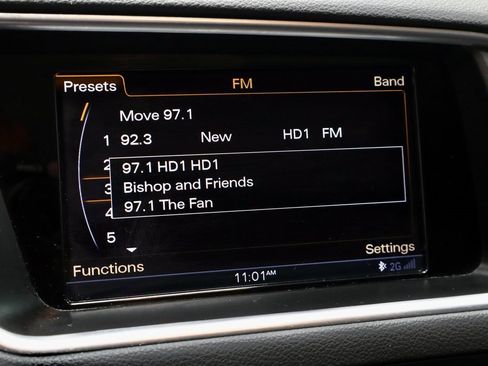 Presets FM Band
Move 97.1
1 92.3 New HD1 FM
2
97.1 HD1 HD1
3 Bishop and Friends
4 97.1 The Fan
5
Settings
Functions
11:01AM 2G